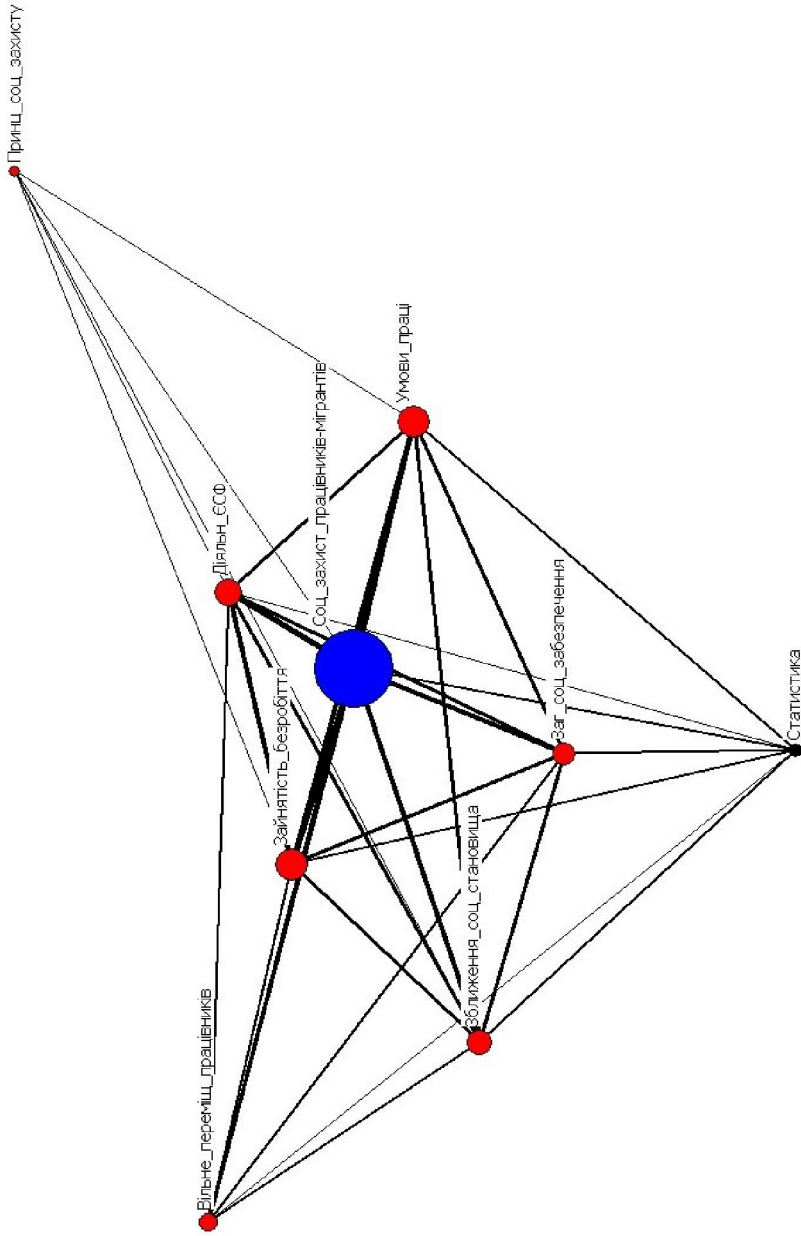 Принц_соц_захисту
Умови_праці
Соц_захист_працівників-мігрантів
Діяльн_ЄСФ
Заг_соц_забезпечення
Статистика
Зайнятість_безробіття
Зближення_соц_становища
Вільне_переміщ_працівників